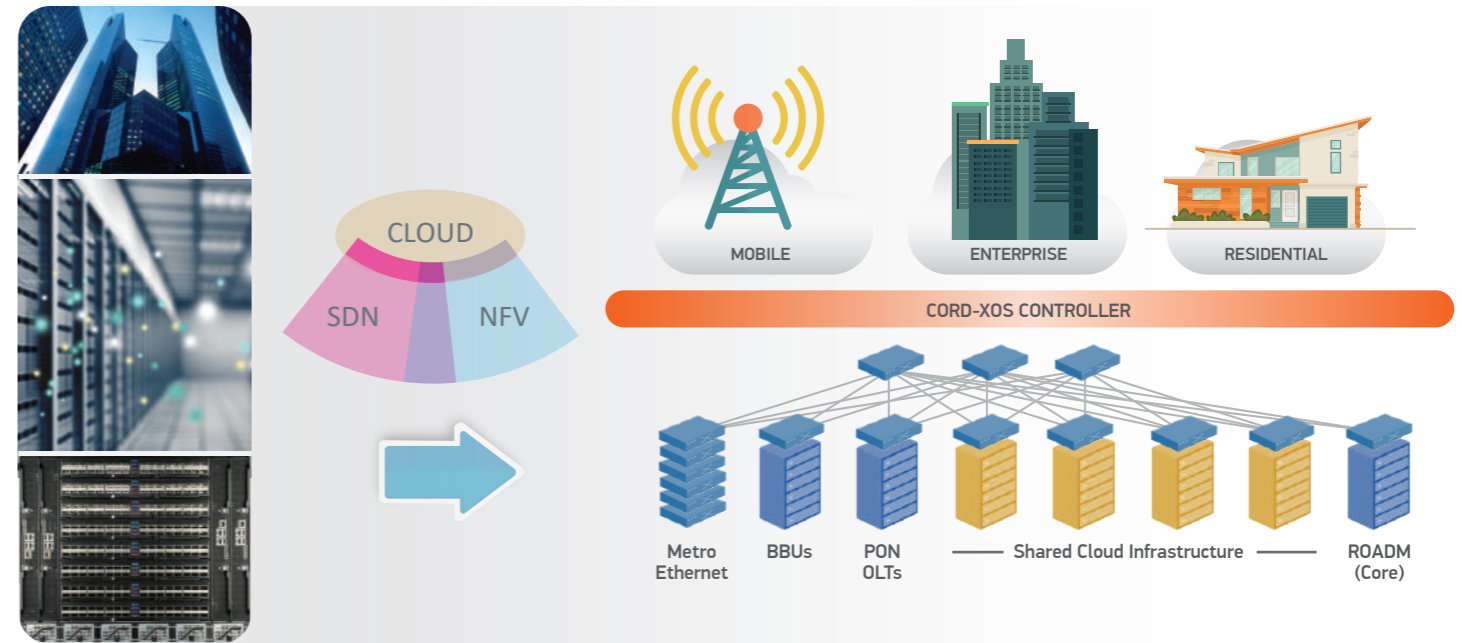 CLOUD
SDN
NFV
MOBILE
ENTERPRISE
RESIDENTIAL
CORD-XOS CONTROLLER
Metro
Ethernet
BBUs
PON
OLTs
Shared Cloud Infrastructure
ROADM
(Core)